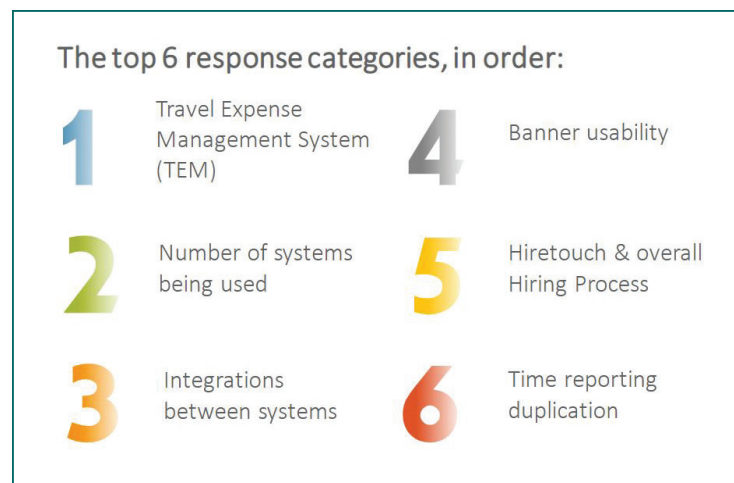 The top 6 response categories, in order:
1
Travel Expense
Management System
(TEM)
2
Number of systems
being used
3
Integrations
between systems
4
Banner usability
5
Hiretouch & overall
Hiring Process
6
Time reporting
duplication